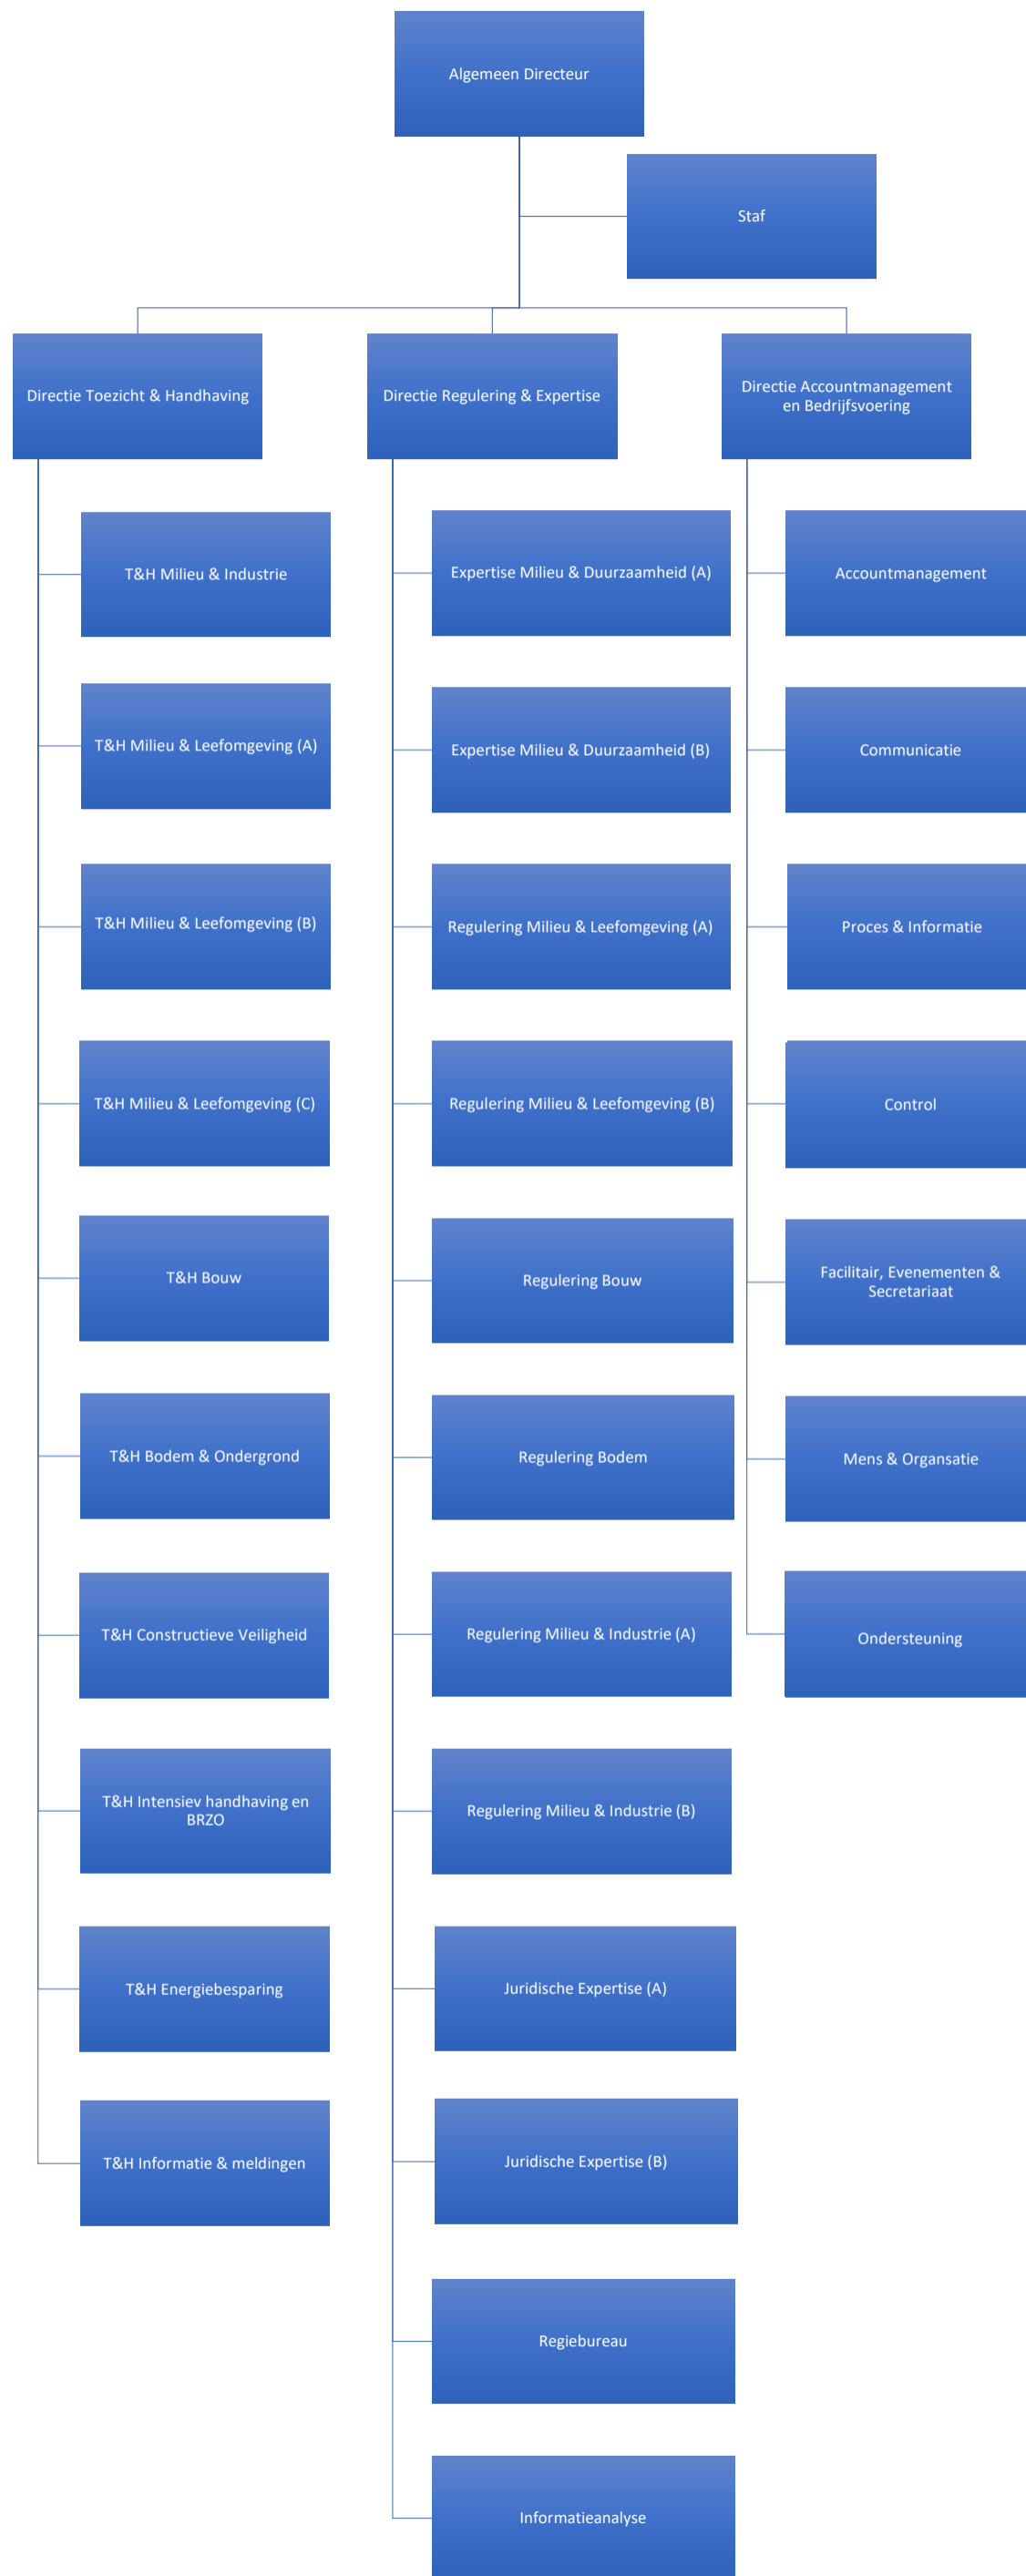 Algemeen Directeur
Staf
Directie Toezicht & Handhaving
Directie Regulering & Expertise
Directie Accountmanagement
en Bedrijfsvoering
T&H Milieu & Industrie
T&H Milieu & Leefomgeving (A)
T&H Milieu & Leefomgeving (B)
T&H Milieu & Leefomgeving (C)
T&H Bouw
T&H Bodem & Ondergrond
T&H Constructieve Veiligheid
T&H Intensiev handhaving en
BRZO
T&H Energiebesparing
T&H Informatie & meldingen
Expertise Milieu & Duurzaamheid (A)
Expertise Milieu & Duurzaamheid (B)
Regulering Milieu & Leefomgeving (A)
Regulering Milieu & Leefomgeving (B)
Regulering Bouw
Regulering Bodem
Regulering Milieu & Industrie (A)
Regulering Milieu & Industrie (B)
Juridische Expertise (A)
Juridische Expertise (B)
Regiebureau
Informatieanalyse
Accountmanagement
Communicatie
Proces & Informatie
Control
Facilitair, Evenementen &
Secretariaat
Mens & Organsatie
Ondersteuning